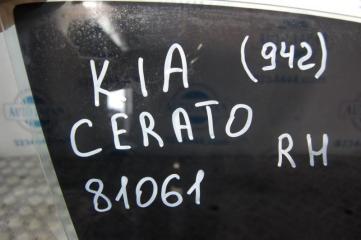 KIA (942)
CERATO
RH
81061